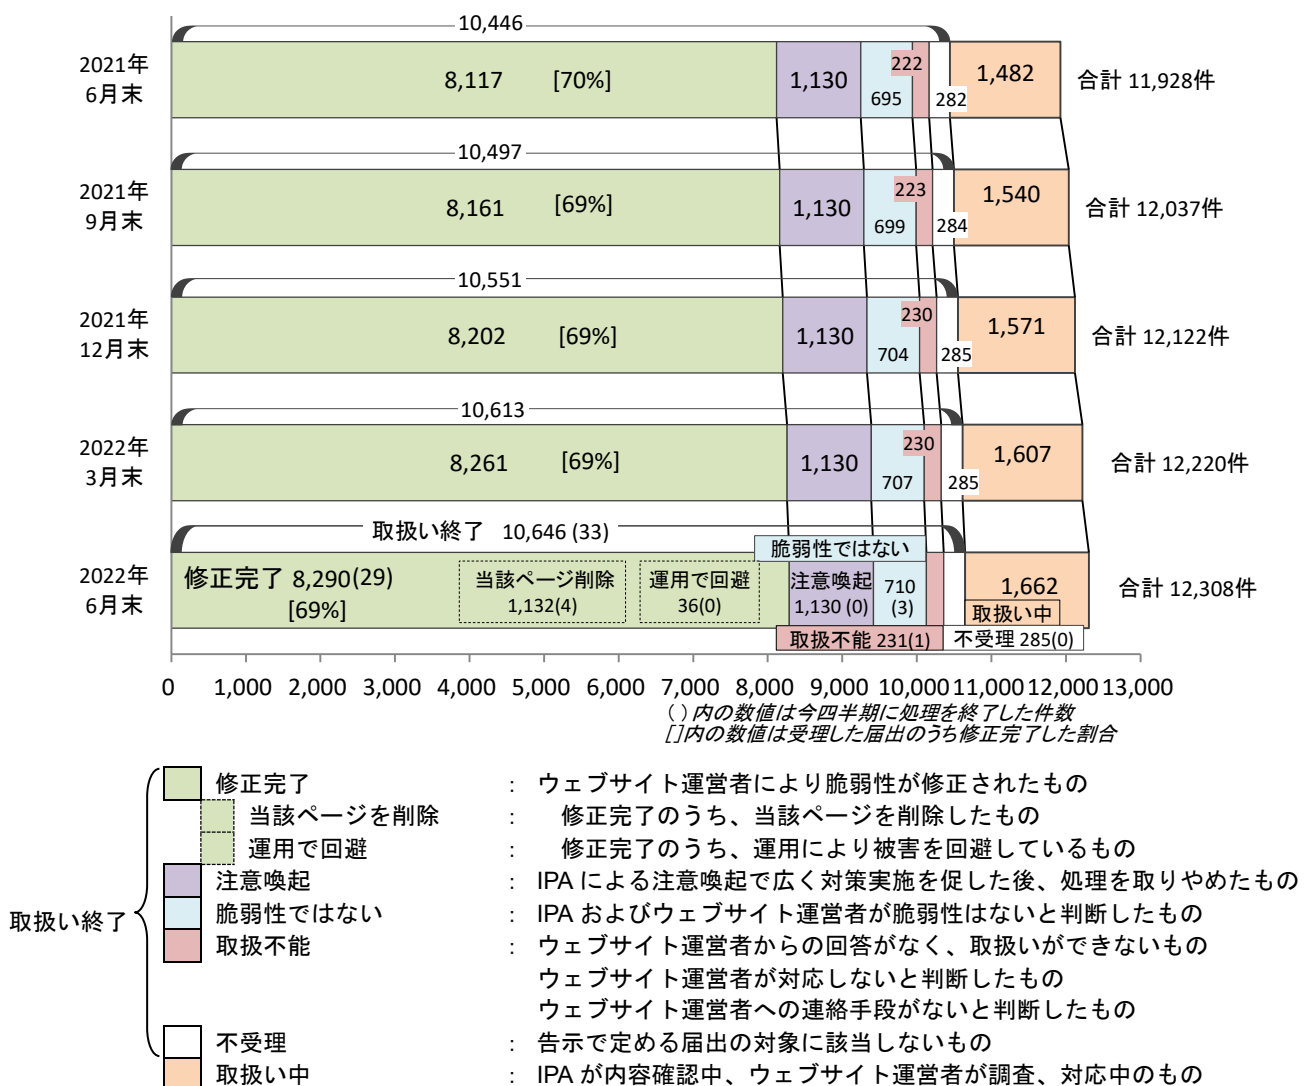 10,446
2021年
6月末
8,117 [70%] 1,130 695 222 282 1,482 合計 11,928件
10,497
2021年
9月末
8,161 [69%] 1,130 699 223 284 1,540 合計 12,037件
10,551
2021年
12月末
8,202 [69%] 1,130 704 230 285 1,571 合計 12,122件
10,613
2022年
3月末
8,261 [69%] 1,130 707 230 285 1,607 合計 12,220件
取扱い終了 10,646 (33)
脆弱性ではない
2022年
6月末
修正完了 8,290(29)
[69%]
当該ページ削除
1,132(4)
運用で回避
36(0)
注意喚起
1,130 (0)
710
(3)
1,662
取扱い中
合計 12,308件
取扱不能 231(1) 不受理 285(0)
0 1,000 2,000 3,000 4,000 5,000 6,000 7,000 8,000 9,000 10,000 11,000 12,000 13,000
( )内の数値は今四半期に処理を終了した件数
[]内の数値は受理した届出のうち修正完了した割合
取扱い終了
修正完了 : ウェブサイト運営者により脆弱性が修正されたもの
当該ページを削除 : 修正完了のうち、当該ページを削除したもの
運用で回避 : 修正完了のうち、運用により被害を回避しているもの
注意喚起 : IPA による注意喚起で広く対策実施を促した後、処理を取りやめたもの
脆弱性ではない : IPA およびウェブサイト運営者が脆弱性はないと判断したもの
取扱不能 : ウェブサイト運営者からの回答がなく、取扱いができないもの
ウェブサイト運営者が対応しないと判断したもの
ウェブサイト運営者への連絡手段がないと判断したもの
不受理 : 告示で定める届出の対象に該当しないもの
取扱い中 : IPA が内容確認中、ウェブサイト運営者が調査、対応中のもの